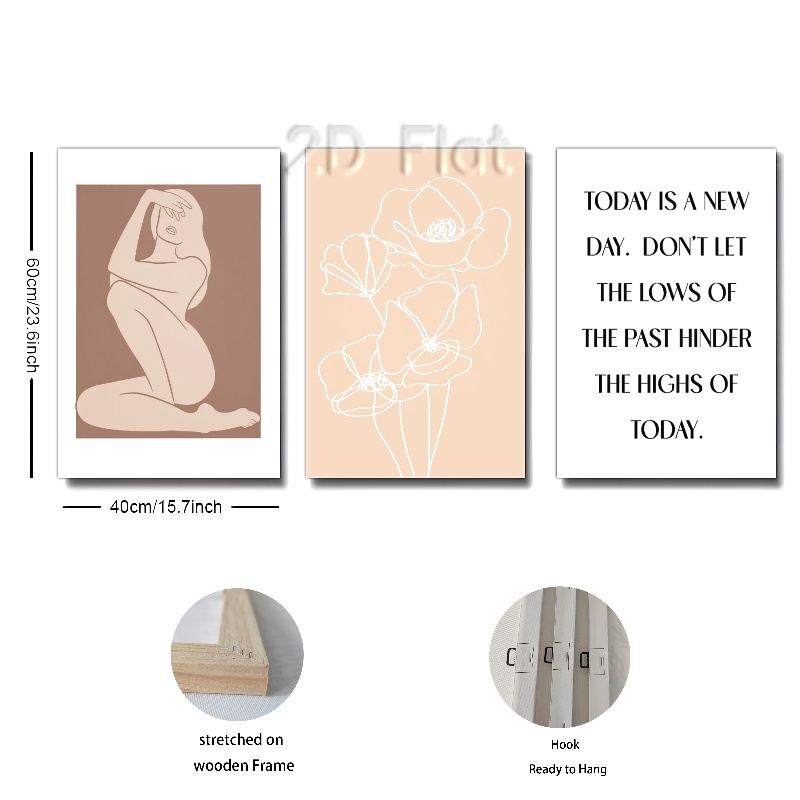 2D Flat
TODAY IS A NEW
DAY. DON'T LET
THE LOWS OF
THE PAST HINDER
THE HIGHS OF
TODAY.
60cm/23.6inch
40cm/15.7inch
stretched on
wooden Frame
Hook
Ready to Hang